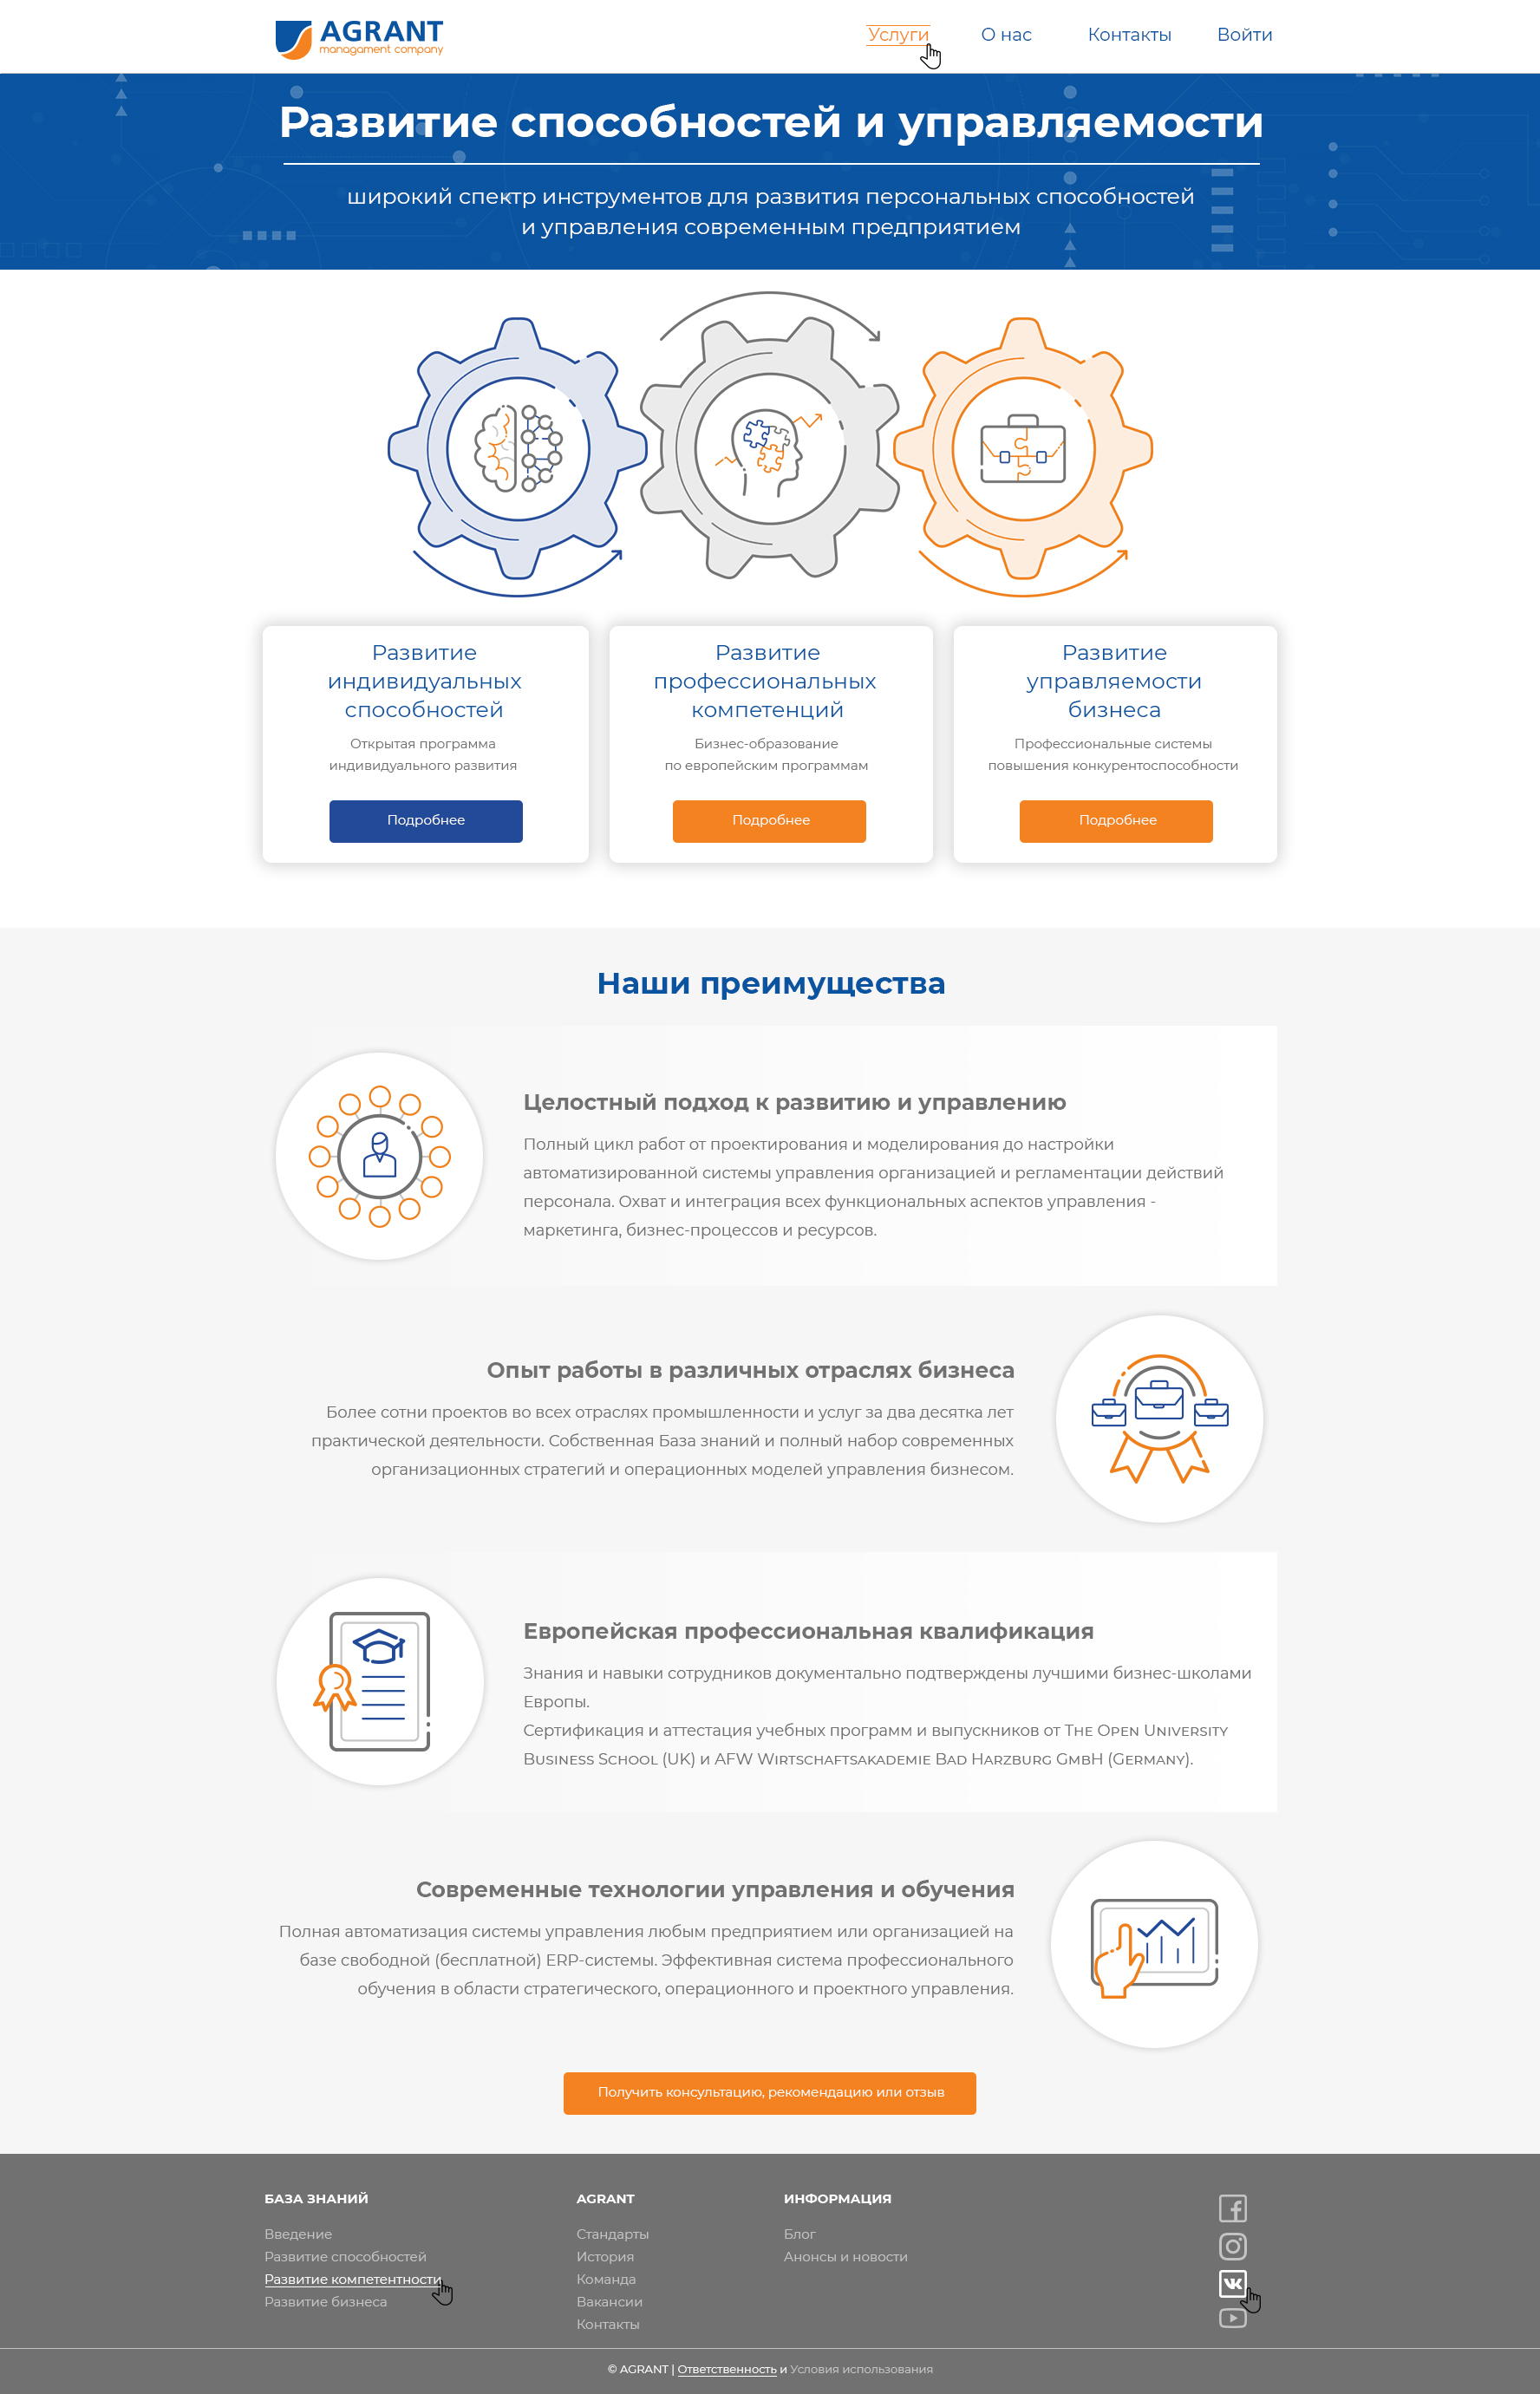 AGRANT
managament company
Услуги
О нас
Контакты
Войти
Развитие способностей и управляемости
широкий спектр инструментов для развития персональных способностей
и управления современным предприятием
Развитие
индивидуальных
способностей
Открытая программа
индивидуального развития
Подробнее
Развитие
профессиональных
компетенций
Бизнес-образование
по европейским программам
Подробнее
Развитие
управляемости
бизнеса
Профессиональные системы
повышения конкурентоспособности
Подробнее
Наши преимущества
Целостный подход к развитию и управлению
Полный цикл работ от проектирования и моделирования до настройки
автоматизированной системы управления организацией и регламентации действий
персонала. Охват и интеграция всех функциональных аспектов управления -
маркетинга, бизнес-процессов и ресурсов.
Опыт работы в различных отраслях бизнеса
Более сотни проектов во всех отраслях промышленности и услуг за два десятка лет
практической деятельности. Собственная База знаний и полный набор современных
организационных стратегий и операционных моделей управления бизнесом.
Европейская профессиональная квалификация
Знания и навыки сотрудников документально подтверждены лучшими бизнес-школами
Европы.
Сертификация и аттестация учебных программ и выпускников от The Open University
Business School (UK) и AFW Wirtschaftsakademie Bad Harzburg GmbH (Germany).
Современные технологии управления и обучения
Полная автоматизация системы управления любым предприятием или организацией на
базе свободной (бесплатной) ERP-системы. Эффективная система профессионального
обучения в области стратегического, операционного и проектного управления.
Получить консультацию, рекомендацию или отзыв
БАЗА ЗНАНИЙ
Введение
Развитие способностей
Развитие компетентности
Развитие бизнеса
AGRANT
Стандарты
История
Команда
Вакансии
Контакты
ИНФОРМАЦИЯ
Блог
Анонсы и новости
© AGRANT | Ответственность и Условия использования